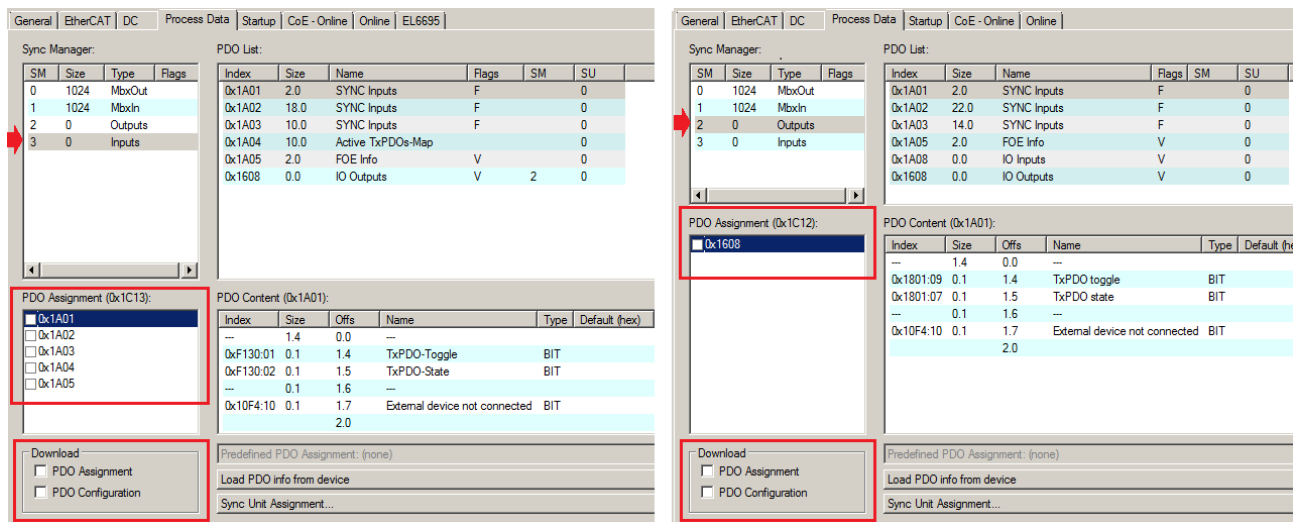 General EtherCAT DC Process Data Startup CoE - Online Online EL6695
Sync Manager:
SM Size Type Flags
0 1024 MbxOut
1 1024 MbxIn
2 0 Outputs
3 0 Inputs
PDO List:
Index Size Name Flags SM SU
0x1A01 2.0 SYNC Inputs F 0
0x1A02 18.0 SYNC Inputs F 0
0x1A03 10.0 SYNC Inputs F 0
0x1A04 10.0 Active TxPDOs-Map 0
0x1A05 2.0 FOE Info V 0
0x1608 0.0 IO Outputs V 2 0
PDO Assignment (0x1C13):
0x1A01
0x1A02
0x1A03
0x1A04
0x1A05
PDO Content (0x1A01):
Index Size Offs Name Type Default (hex)
--- 1.4 0.0 ---
0xF130:01 0.1 1.4 TxPDO-Toggle BIT
0xF130:02 0.1 1.5 TxPDO-State BIT
--- 0.1 1.6 ---
0x10F4:10 0.1 1.7 External device not connected BIT
2.0
Download
PDO Assignment
PDO Configuration
Predefined PDO Assignment: (none)
Load PDO info from device
Sync Unit Assignment...
General EtherCAT DC Process Data Startup CoE - Online Online
Sync Manager:
SM Size Type Flags
0 1024 MbxOut
1 1024 MbxIn
2 0 Outputs
3 0 Inputs
PDO List:
Index Size Name Flags SM SU
0x1A01 2.0 SYNC Inputs F 0
0x1A02 22.0 SYNC Inputs F 0
0x1A03 14.0 SYNC Inputs F 0
0x1A05 2.0 FOE Info V 0
0x1A08 0.0 IO Inputs V 0
0x1608 0.0 IO Outputs V 0
PDO Assignment (0x1C12):
0x1608
PDO Content (0x1A01):
Index Size Offs Name Type Default (he
--- 1.4 0.0 ---
0x1801:09 0.1 1.4 TxPDO toggle BIT
0x1801:07 0.1 1.5 TxPDO state BIT
--- 0.1 1.6 ---
0x10F4:10 0.1 1.7 External device not connected BIT
2.0
Download
PDO Assignment
PDO Configuration
Predefined PDO Assignment: (none)
Load PDO info from device
Sync Unit Assignment...